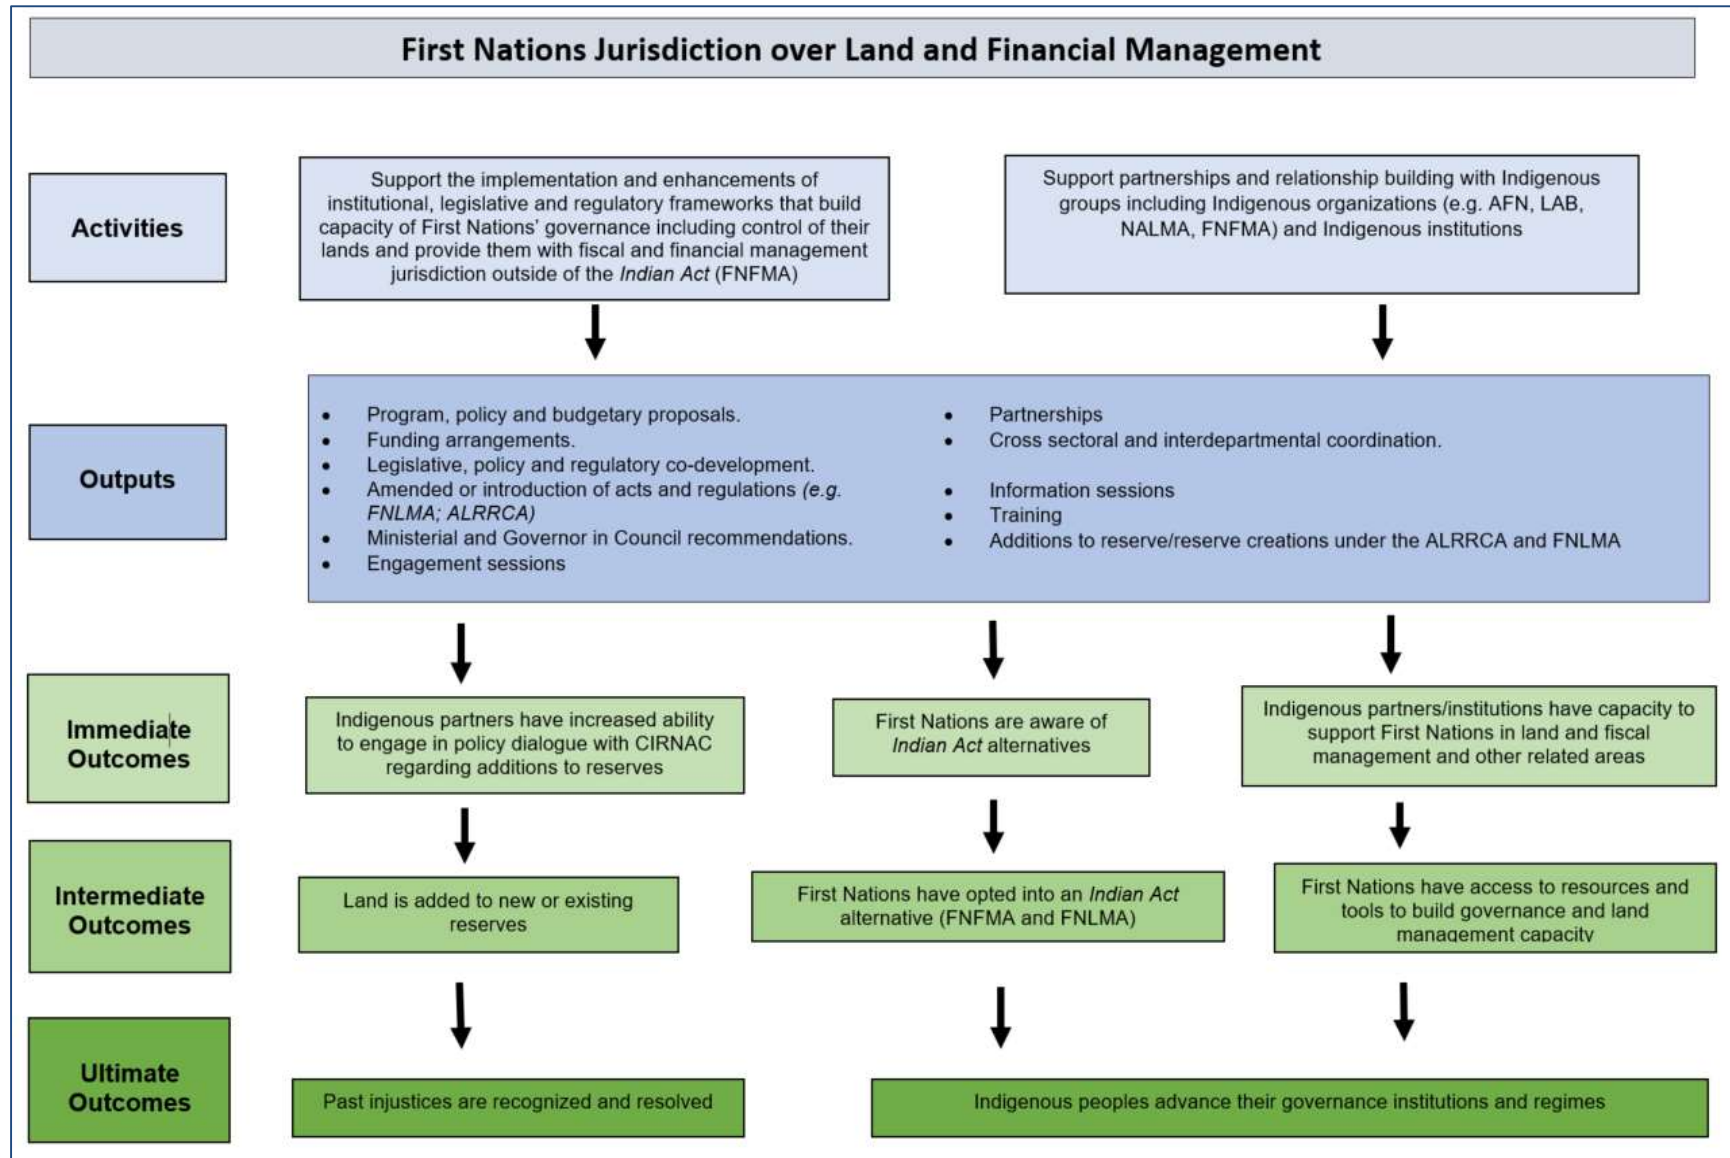 First Nations Jurisdiction over Land and Financial Management
Activities
Support the implementation and enhancements of
institutional, legislative and regulatory frameworks that build
capacity of First Nations' governance including control of their
lands and provide them with fiscal and financial management
jurisdiction outside of the Indian Act (FNFMA)
Support partnerships and relationship building with Indigenous
groups including Indigenous organizations (e.g. AFN, LAB,
NALMA, FNFMA) and Indigenous institutions
Outputs
• Program, policy and budgetary proposals.
• Funding arrangements.
• Legislative, policy and regulatory co-development.
• Amended or introduction of acts and regulations (e.g.
FNLMA; ALRRCA)
• Ministerial and Governor in Council recommendations.
• Engagement sessions
• Partnerships
• Cross sectoral and interdepartmental coordination.
• Information sessions
• Training
• Additions to reserve/reserve creations under the ALRRCA and FNLMA
Immediate
Outcomes
Indigenous partners have increased ability
to engage in policy dialogue with CIRNAC
regarding additions to reserves
First Nations are aware of
Indian Act alternatives
Indigenous partners/institutions have capacity to
support First Nations in land and fiscal
management and other related areas
Intermediate
Outcomes
Land is added to new or existing
reserves
First Nations have opted into an Indian Act
alternative (FNFMA and FNLMA)
First Nations have access to resources and
tools to build governance and land
management capacity
Ultimate
Outcomes
Past injustices are recognized and resolved
Indigenous peoples advance their governance institutions and regimes